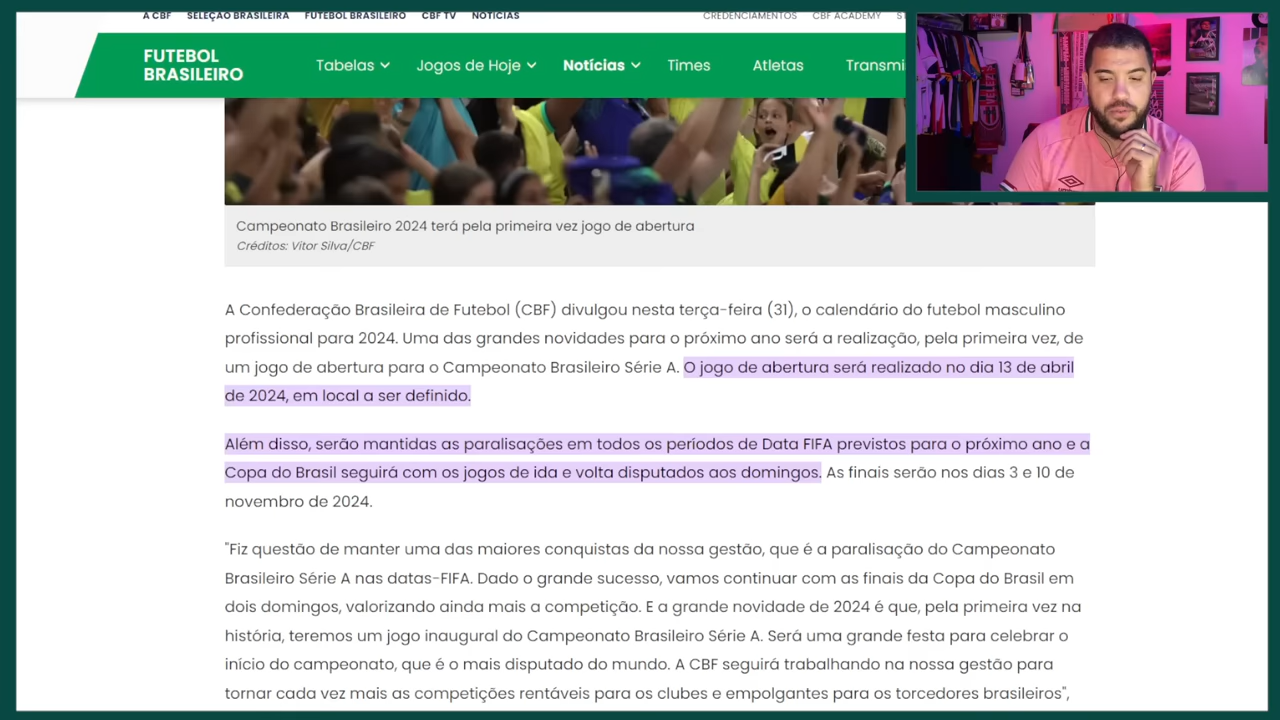 A CBF SELEÇÃO BRASILEIRA FUTEBOL BRASILEIRO CBF TV NOTÍCIAS CREDENCIAMENTOS CBF ACADEMY
FUTEBOL
BRASILEIRO
Tabelas Jogos de Hoje Notícias Times Atletas Transmi
VELEZ
UMBRO
Campeonato Brasileiro 2024 terá pela primeira vez jogo de abertura
Créditos: Vitor Silva/CBF
A Confederação Brasileira de Futebol (CBF) divulgou nesta terça-feira (31), o calendário do futebol masculino
profissional para 2024. Uma das grandes novidades para o próximo ano será a realização, pela primeira vez, de
um jogo de abertura para o Campeonato Brasileiro Série A. O jogo de abertura será realizado no dia 13 de abril
de 2024, em local a ser definido.
Além disso, serão mantidas as paralisações em todos os períodos de Data FIFA previstos para o próximo ano e a
Copa do Brasil seguirá com os jogos de ida e volta disputados aos domingos. As finais serão nos dias 3 e 10 de
novembro de 2024.
"Fiz questão de manter uma das maiores conquistas da nossa gestão, que é a paralisação do Campeonato
Brasileiro Série A nas datas-FIFA. Dado o grande sucesso, vamos continuar com as finais da Copa do Brasil em
dois domingos, valorizando ainda mais a competição. E a grande novidade de 2024 é que, pela primeira vez na
história, teremos um jogo inaugural do Campeonato Brasileiro Série A. Será uma grande festa para celebrar o
início do campeonato, que é o mais disputado do mundo. A CBF seguirá trabalhando na nossa gestão para
tornar cada vez mais as competições rentáveis para os clubes e empolgantes para os torcedores brasileiros",